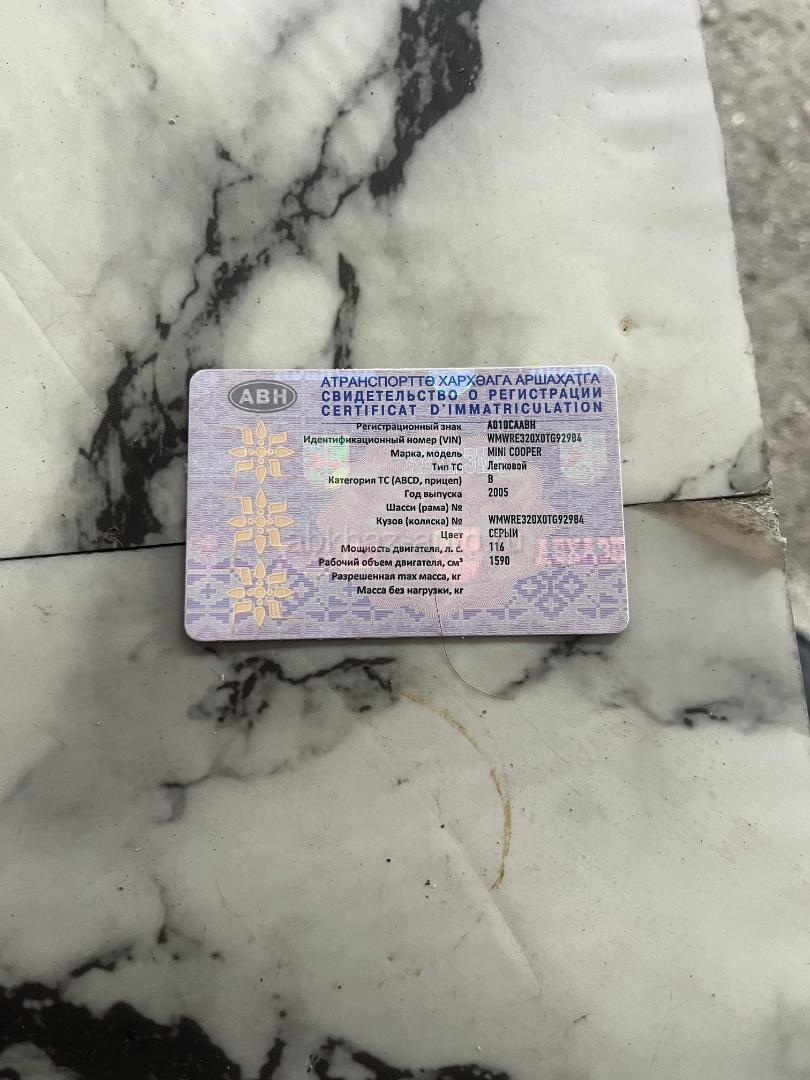 АВН
АТРАНСПОРТТӘ ХАРХӘАГА АРШАХАҬГА
СВИДЕТЕЛЬСТВО О РЕГИСТРАЦИИ
CERTIFICAT D'IMMATRICULATION
Регистрационный знак А010САABH
Идентификационный номер (VIN) WMWRE320X0TG92984
Марка, модель MINI COOPER
Тип ТС Легковой
Категория ТС (ABCD, прицеп) B
Год выпуска 2005
Шасси (рама) №
Кузов (коляска) № WMWRE320X0TG92984
Цвет СЕРЫЙ
Мощность двигателя, л. с. 116
Рабочий объем двигателя, см³ 1590
Разрешенная max масса, кг
Масса без нагрузки, кг